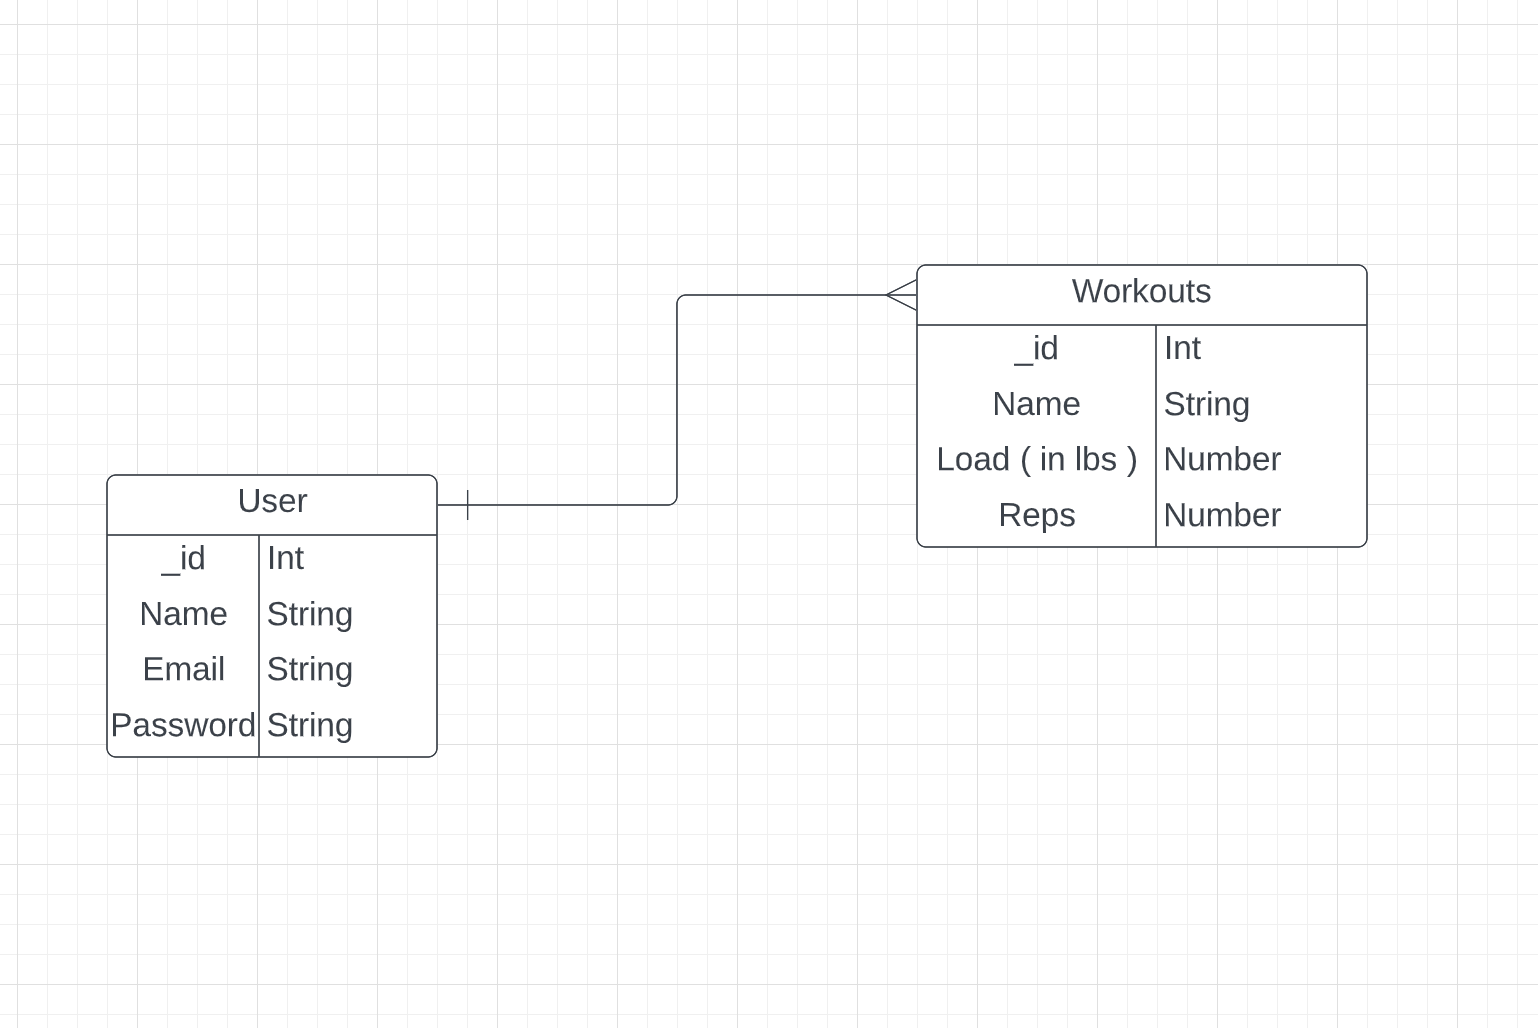 Workouts
_id Int
Name String
Load ( in lbs ) Number
Reps Number
User
_id Int
Name String
Email String
Password String